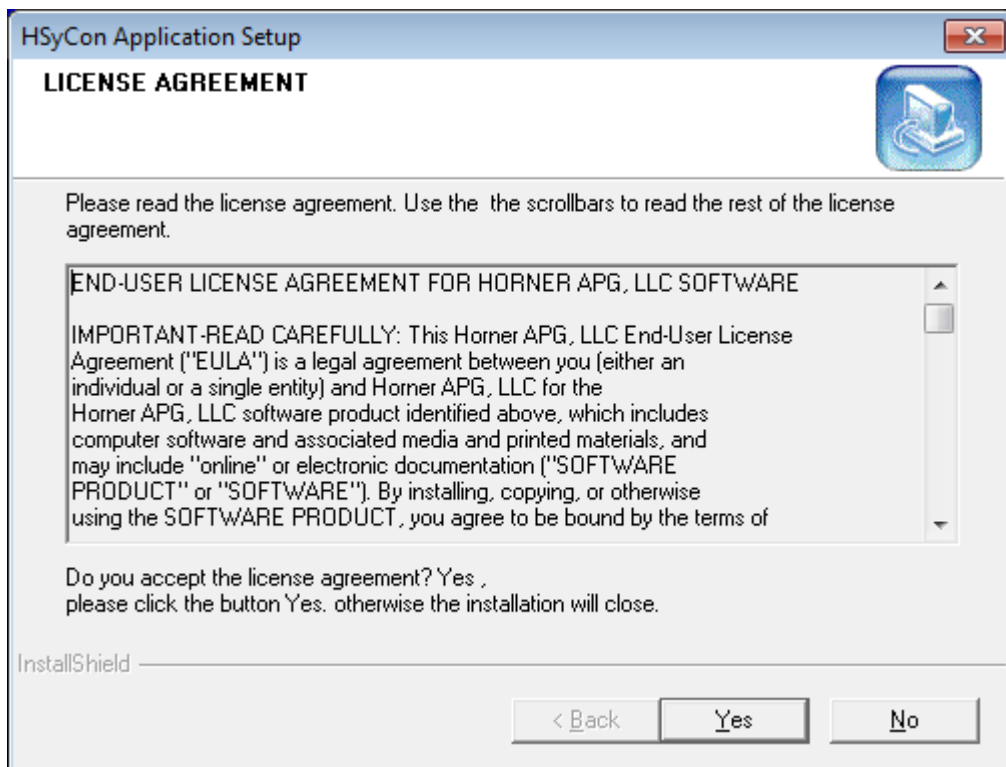 HSyCon Application Setup
LICENSE AGREEMENT
Please read the license agreement. Use the  the scrollbars to read the rest of the license
agreement.
END-USER LICENSE AGREEMENT FOR HORNER APG, LLC SOFTWARE
IMPORTANT-READ CAREFULLY: This Horner APG, LLC End-User License
Agreement ("EULA") is a legal agreement between you (either an
individual or a single entity) and Horner APG, LLC for the
Horner APG, LLC software product identified above, which includes
computer software and associated media and printed materials, and
may include "online" or electronic documentation ("SOFTWARE
PRODUCT" or "SOFTWARE"). By installing, copying, or otherwise
using the SOFTWARE PRODUCT, you agree to be bound by the terms of
Do you accept the license agreement? Yes ,
please click the button Yes. otherwise the installation will close.
InstallShield
< Back
Yes
No